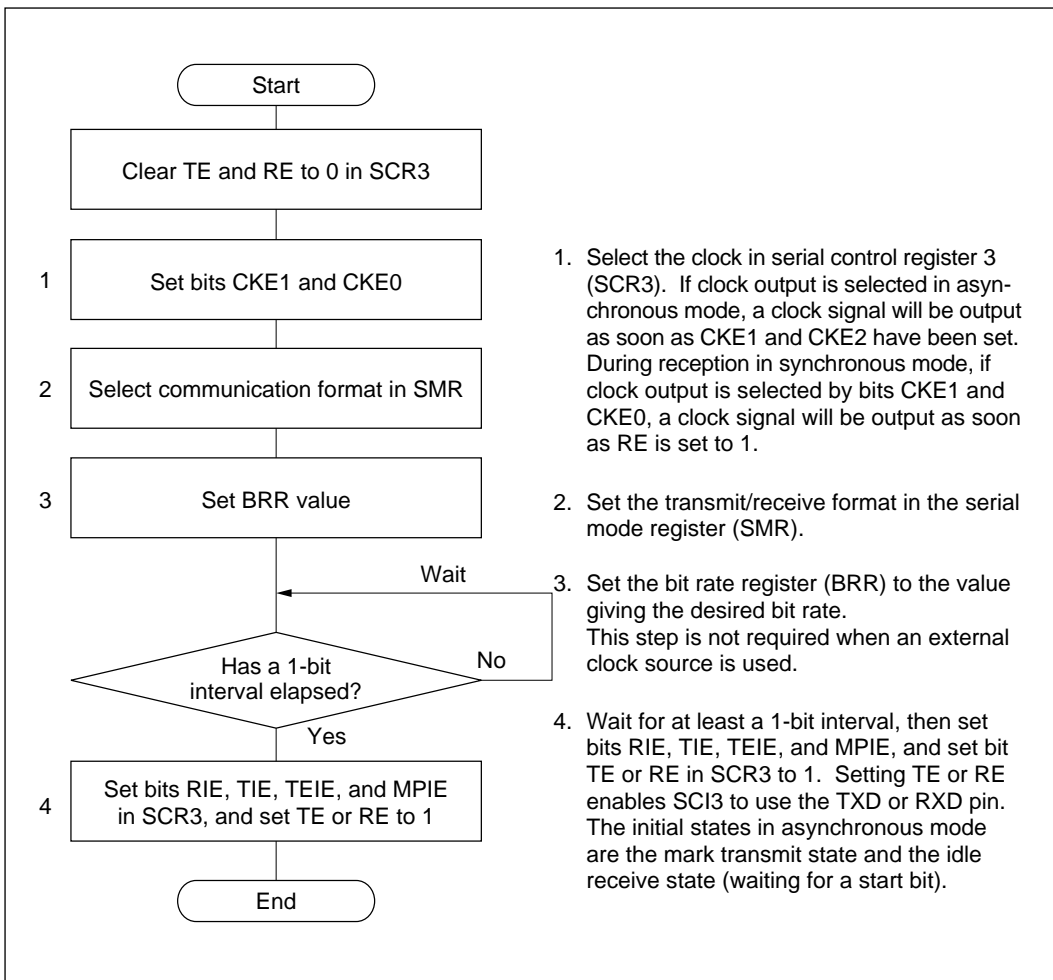 Start
Clear TE and RE to 0 in SCR3
1
Set bits CKE1 and CKE0
2
Select communication format in SMR
3
Set BRR value
Wait
Has a 1-bit
interval elapsed?
No
Yes
4
Set bits RIE, TIE, TEIE, and MPIE
in SCR3, and set TE or RE to 1
End
1. Select the clock in serial control register 3
(SCR3). If clock output is selected in asyn-
chronous mode, a clock signal will be output
as soon as CKE1 and CKE2 have been set.
During reception in synchronous mode, if
clock output is selected by bits CKE1 and
CKE0, a clock signal will be output as soon
as RE is set to 1.
2. Set the transmit/receive format in the serial
mode register (SMR).
3. Set the bit rate register (BRR) to the value
giving the desired bit rate.
This step is not required when an external
clock source is used.
4. Wait for at least a 1-bit interval, then set
bits RIE, TIE, TEIE, and MPIE, and set bit
TE or RE in SCR3 to 1. Setting TE or RE
enables SCI3 to use the TXD or RXD pin.
The initial states in asynchronous mode
are the mark transmit state and the idle
receive state (waiting for a start bit).